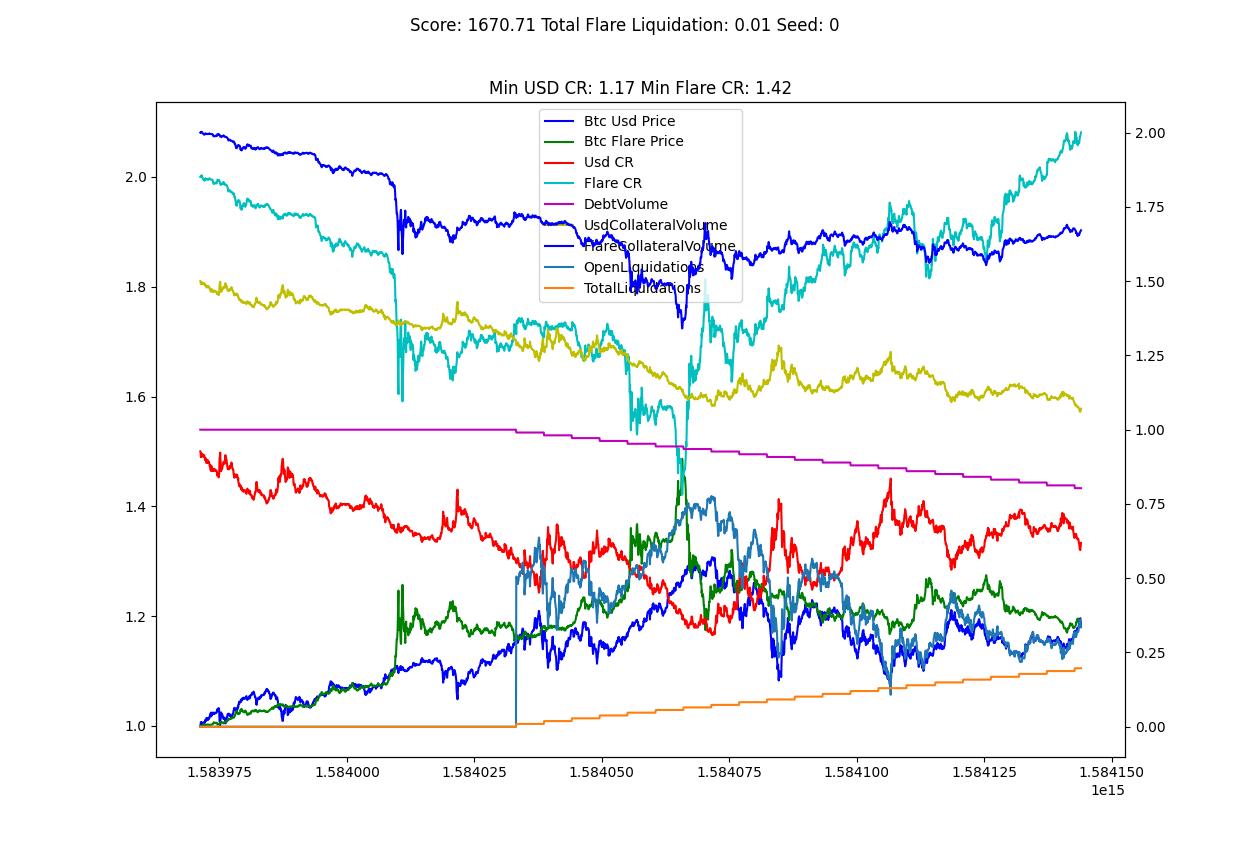 Score: 1670.71 Total Flare Liquidation: 0.01 Seed: 0
Min USD CR: 1.17 Min Flare CR: 1.42
Btc Usd Price
Btc Flare Price
Usd CR
Flare CR
DebtVolume
UsdCollateralVolume
FlareCollateralVolume
OpenLiquidations
TotalLiquidations
2.0
1.8
1.6
1.4
1.2
1.0
2.00
1.75
1.50
1.25
1.00
0.75
0.50
0.25
0.00
1.583975 1.584000 1.584025 1.584050 1.584075 1.584100 1.584125 1.584150
1e15